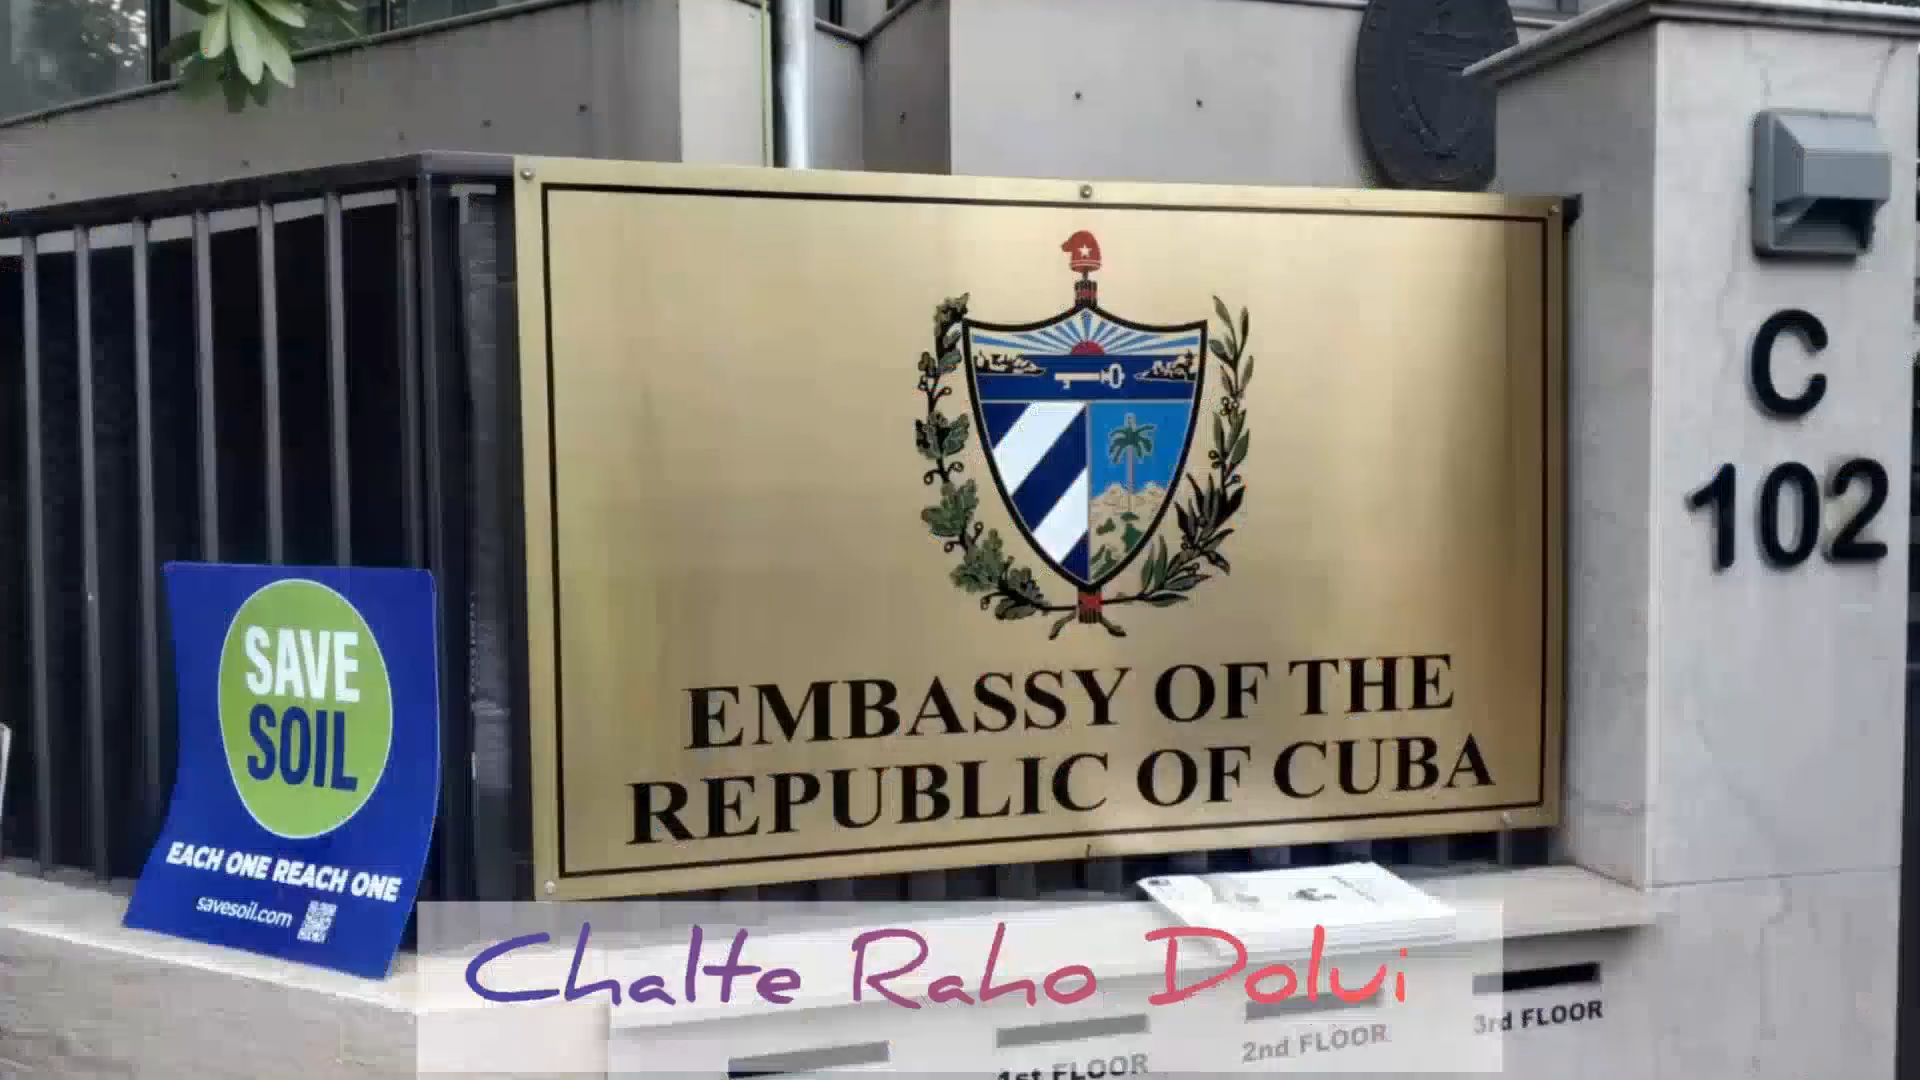 C
102
EMBASSY OF THE
REPUBLIC OF CUBA
SAVE
SOIL
EACH ONE REACH ONE
savesoil.com
Chalte Raho Dolui
1st FLOOR
2nd FLOOR
3rd FLOOR